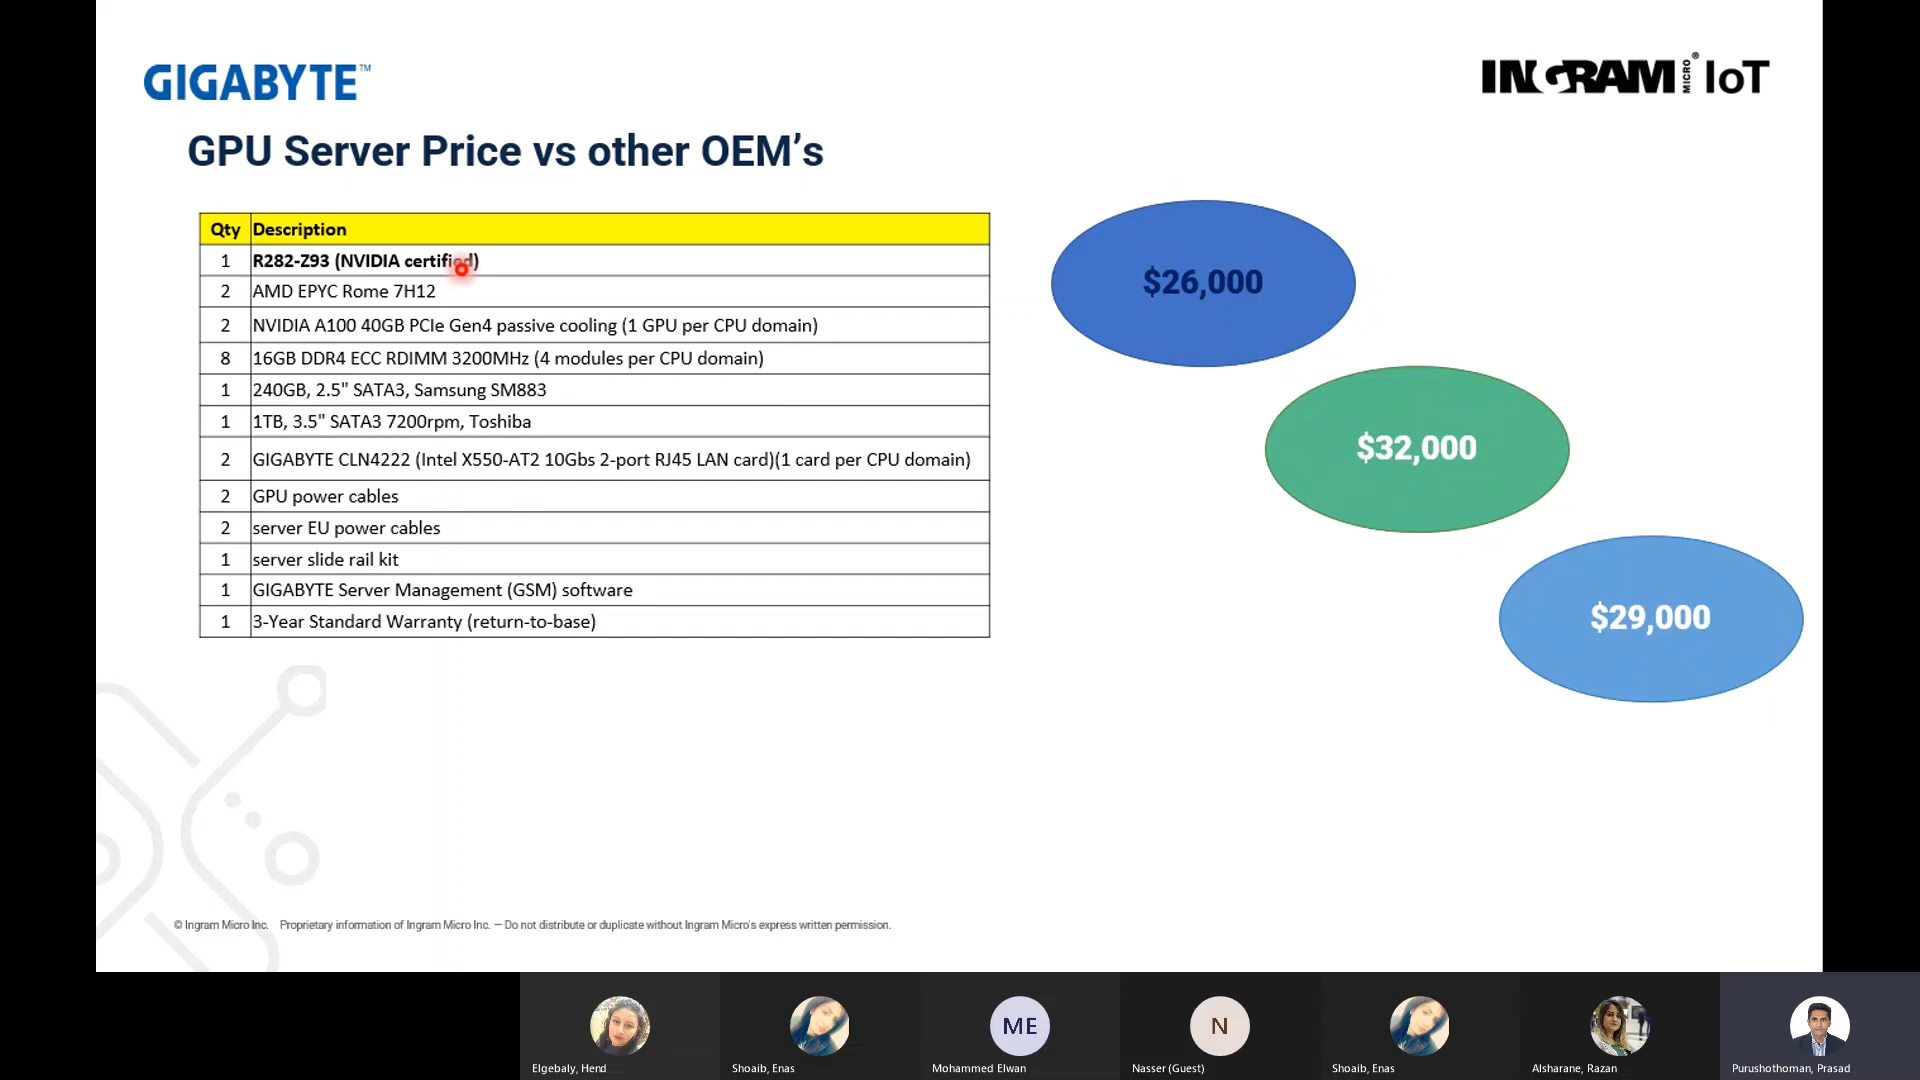 GIGABYTE™
INGRAM MICRO® IoT
GPU Server Price vs other OEM’s
Qty Description
1 R282-Z93 (NVIDIA certified)
2 AMD EPYC Rome 7H12
2 NVIDIA A100 40GB PCIe Gen4 passive cooling (1 GPU per CPU domain)
8 16GB DDR4 ECC RDIMM 3200MHz (4 modules per CPU domain)
1 240GB, 2.5" SATA3, Samsung SM883
1 1TB, 3.5" SATA3 7200rpm, Toshiba
2 GIGABYTE CLN4222 (Intel X550-AT2 10Gbs 2-port RJ45 LAN card)(1 card per CPU domain)
2 GPU power cables
2 server EU power cables
1 server slide rail kit
1 GIGABYTE Server Management (GSM) software
1 3-Year Standard Warranty (return-to-base)
$26,000
$32,000
$29,000
© Ingram Micro Inc. Proprietary information of Ingram Micro Inc. — Do not distribute or duplicate without Ingram Micro's express written permission.
ME
N
Elgebaly, Hend
Shoaib, Enas
Mohammed Elwan
Nasser (Guest)
Shoaib, Enas
Alsharane, Razan
Purushothoman, Prasad